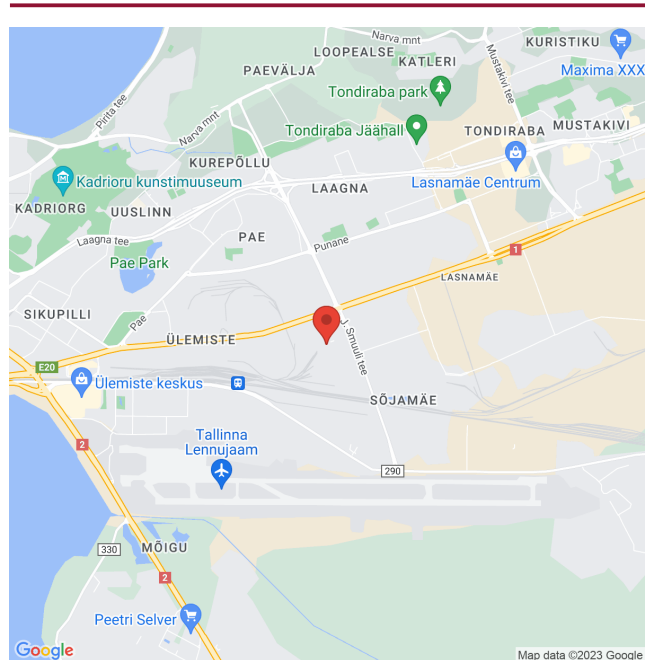 Narva mnt
KURISTIKU
LOOPEALSE
KATLERI
PAEVÄLJA
Mustakivi tee
Maxima XXX
Tondiraba park
Pirita tee
Narva mnt
Tondiraba Jäähall
TONDIRABA
MUSTAKIVI
KUREPÕLLU
Kadrioru kunstimuuseum
LAAGNA
Lasnamäe Centrum
KADRIORG
UUSLINN
Laagna tee
PAE
Punane
1
Pae Park
LASNAMÄE
SIKUPILLI
Pae
ÜLEMISTE
J. Smuuli tee
E20
Ülemiste keskus
SÕJAMÄE
Tallinna
Lennujaam
2
290
330
MÕIGU
2
Peetri Selver
Google
Map data ©2023 Google